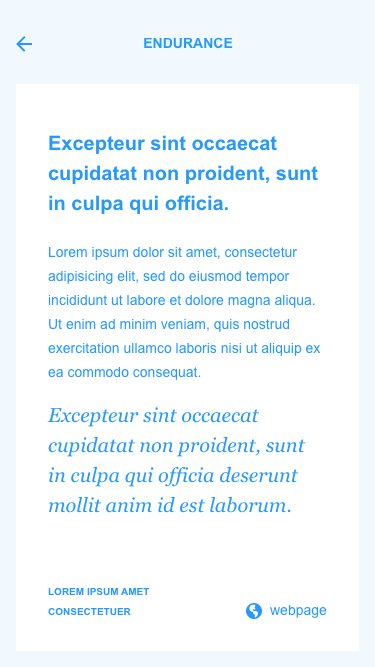 ENDURANCE
Excepteur sint occaecat
cupidatat non proident, sunt
in culpa qui officia.
Lorem ipsum dolor sit amet, consectetur
adipisicing elit, sed do eiusmod tempor
incididunt ut labore et dolore magna aliqua.
Ut enim ad minim veniam, quis nostrud
exercitation ullamco laboris nisi ut aliquip ex
ea commodo consequat.
Excepteur sint occaecat
cupidatat non proident, sunt
in culpa qui officia deserunt
mollit anim id est laborum.
LOREM IPSUM AMET
CONSECTETUER
webpage